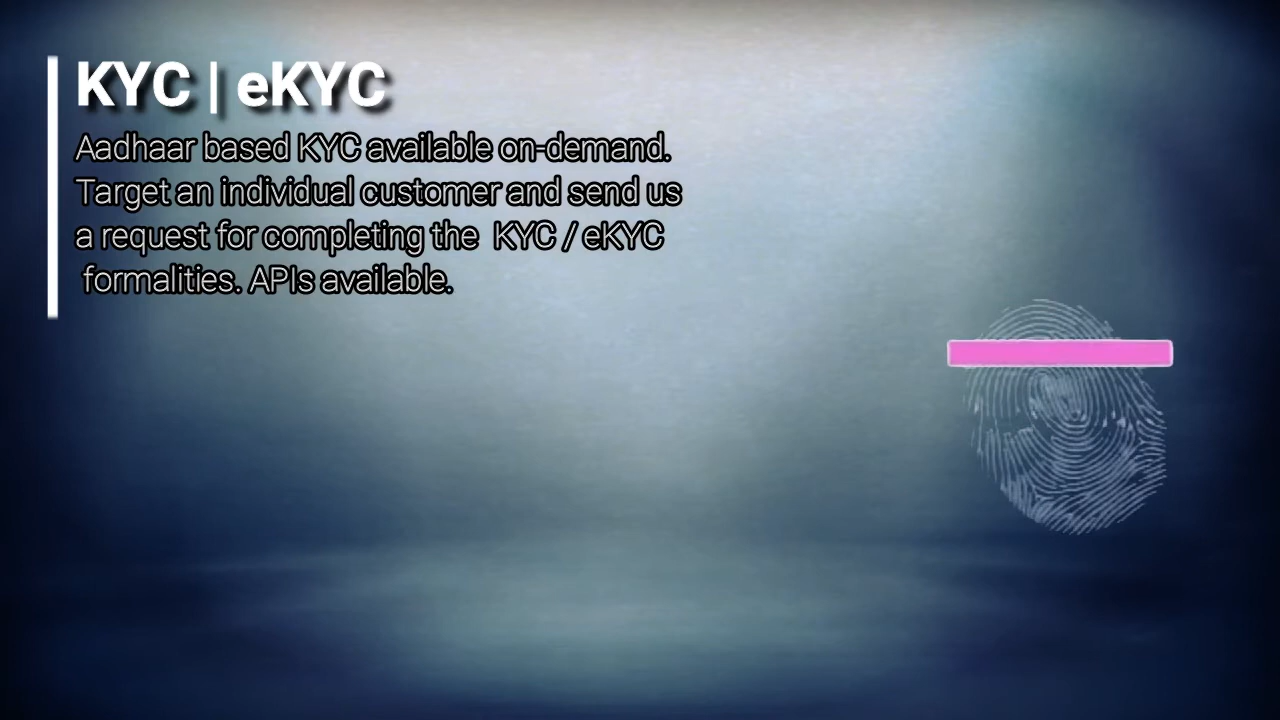 KYC | eKYC
Aadhaar based KYC available on-demand.
Target an individual customer and send us
a request for completing the KYC / eKYC
formalities. APIs available.